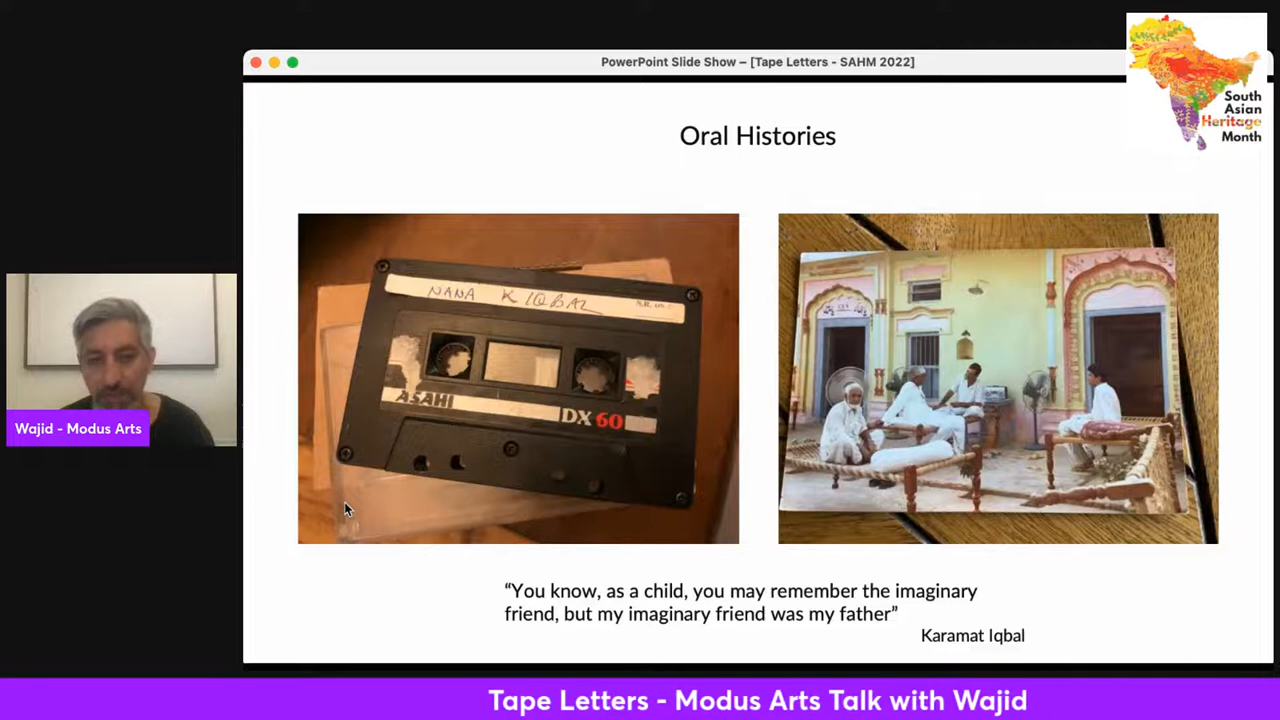 PowerPoint Slide Show – [Tape Letters - SAHM 2022]
South
Asian
Heritage
Month
Oral Histories
NANA K IQBAL
ASAHI
DX 60
Wajid - Modus Arts
“You know, as a child, you may remember the imaginary
friend, but my imaginary friend was my father”
Karamat Iqbal
Tape Letters - Modus Arts Talk with Wajid